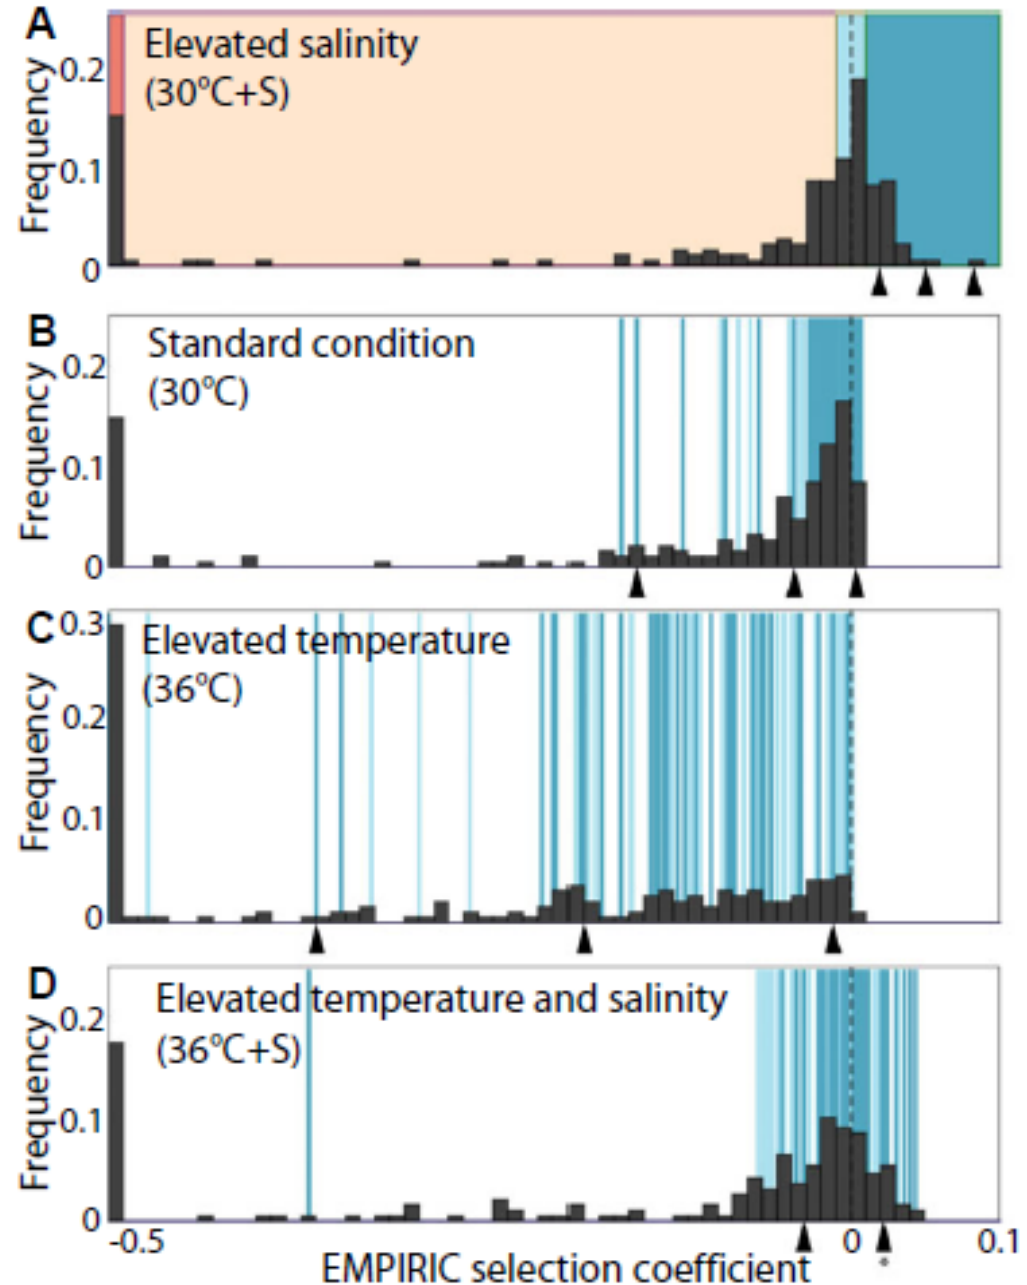 A
Elevated salinity
(30°C+S)
Frequency
0.2
0.1
0
B
Standard condition
(30°C)
Frequency
0.2
0.1
0
C
Elevated temperature
(36°C)
Frequency
0.3
0.2
0.1
0
D
Elevated temperature and salinity
(36°C+S)
Frequency
0.2
0.1
0
-0.5 0 0.1
EMPIRIC selection coefficient
*